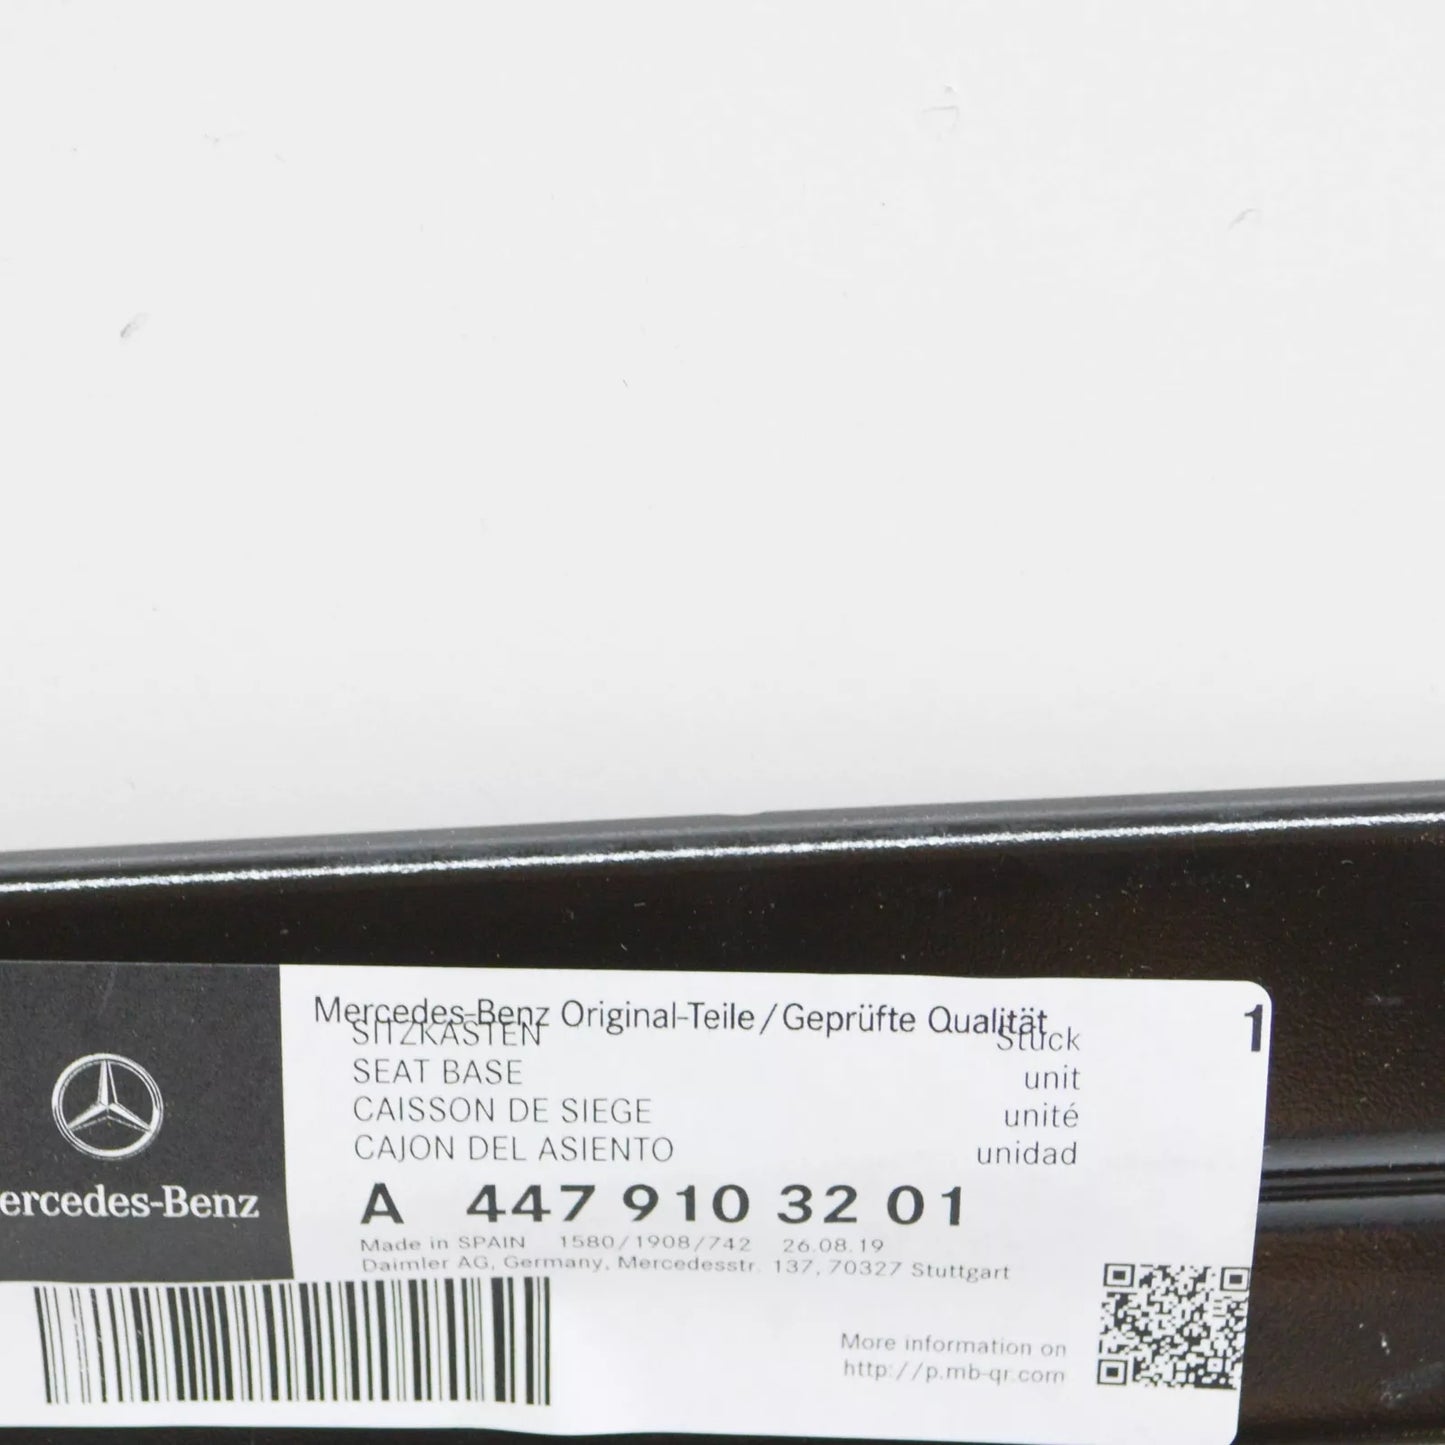 Mercedes-Benz Original-Teile/Geprüfte Qualität 1
SITZKASTEN Stück
SEAT BASE unit
CAISSON DE SIEGE unité
CAJON DEL ASIENTO unidad
ercedes-Benz
A 447 910 32 01
Made in SPAIN 1580/1908/742 26.08.19
Daimler AG, Germany, Mercedesstr. 137, 70327 Stuttgart
More information on
http://p.mb-qr.com